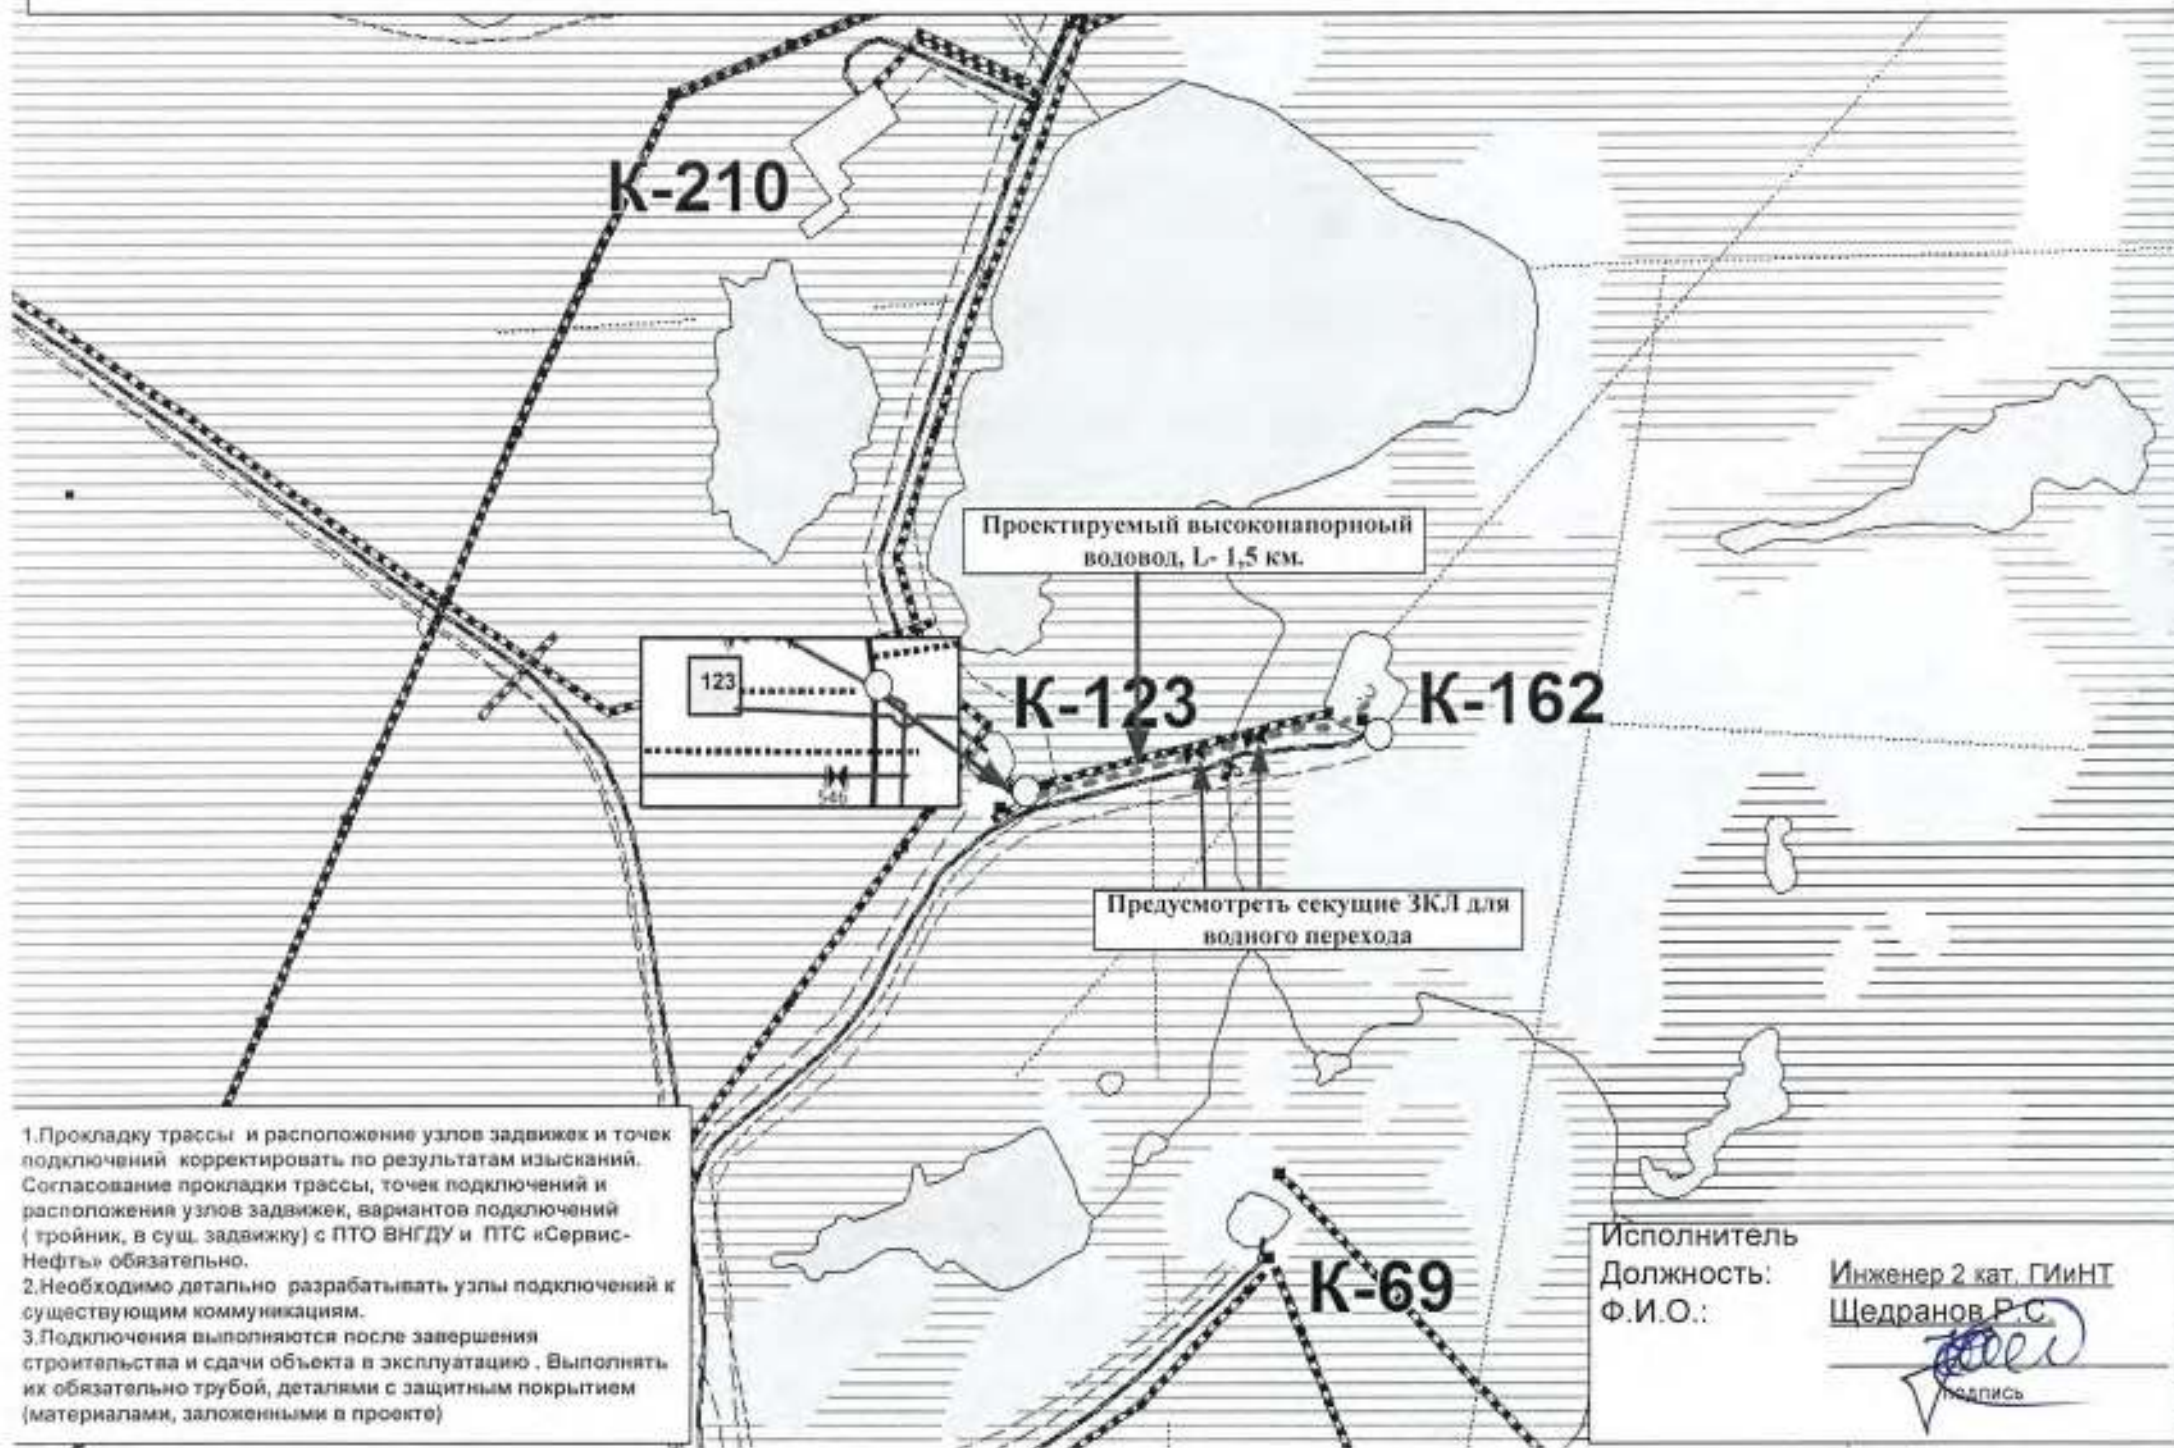 К-210
Проектируемый высоконапорноый
водовод, L- 1,5 км.
123
546
К-123
К-162
Предусмотреть секущие ЗКЛ для
водного перехода
К-69
1.Прокладку трассы и расположение узлов задвижек и точек
подключений корректировать по результатам изысканий.
Согласование прокладки трассы, точек подключений и
расположения узлов задвижек, вариантов подключений
( тройник, в сущ. задвижку) с ПТО ВНГДУ и ПТС «Сервис-
Нефть» обязательно.
2.Необходимо детально разрабатывать узлы подключений к
существующим коммуникациям.
3.Подключения выполняются после завершения
строительства и сдачи объекта в эксплуатацию . Выполнять
их обязательно трубой, деталями с защитным покрытием
(материалами, заложенными в проекте)
Исполнитель
Должность: Инженер 2 кат. ГИиНТ
Ф.И.О.: Щедранов Р.С.
подпись